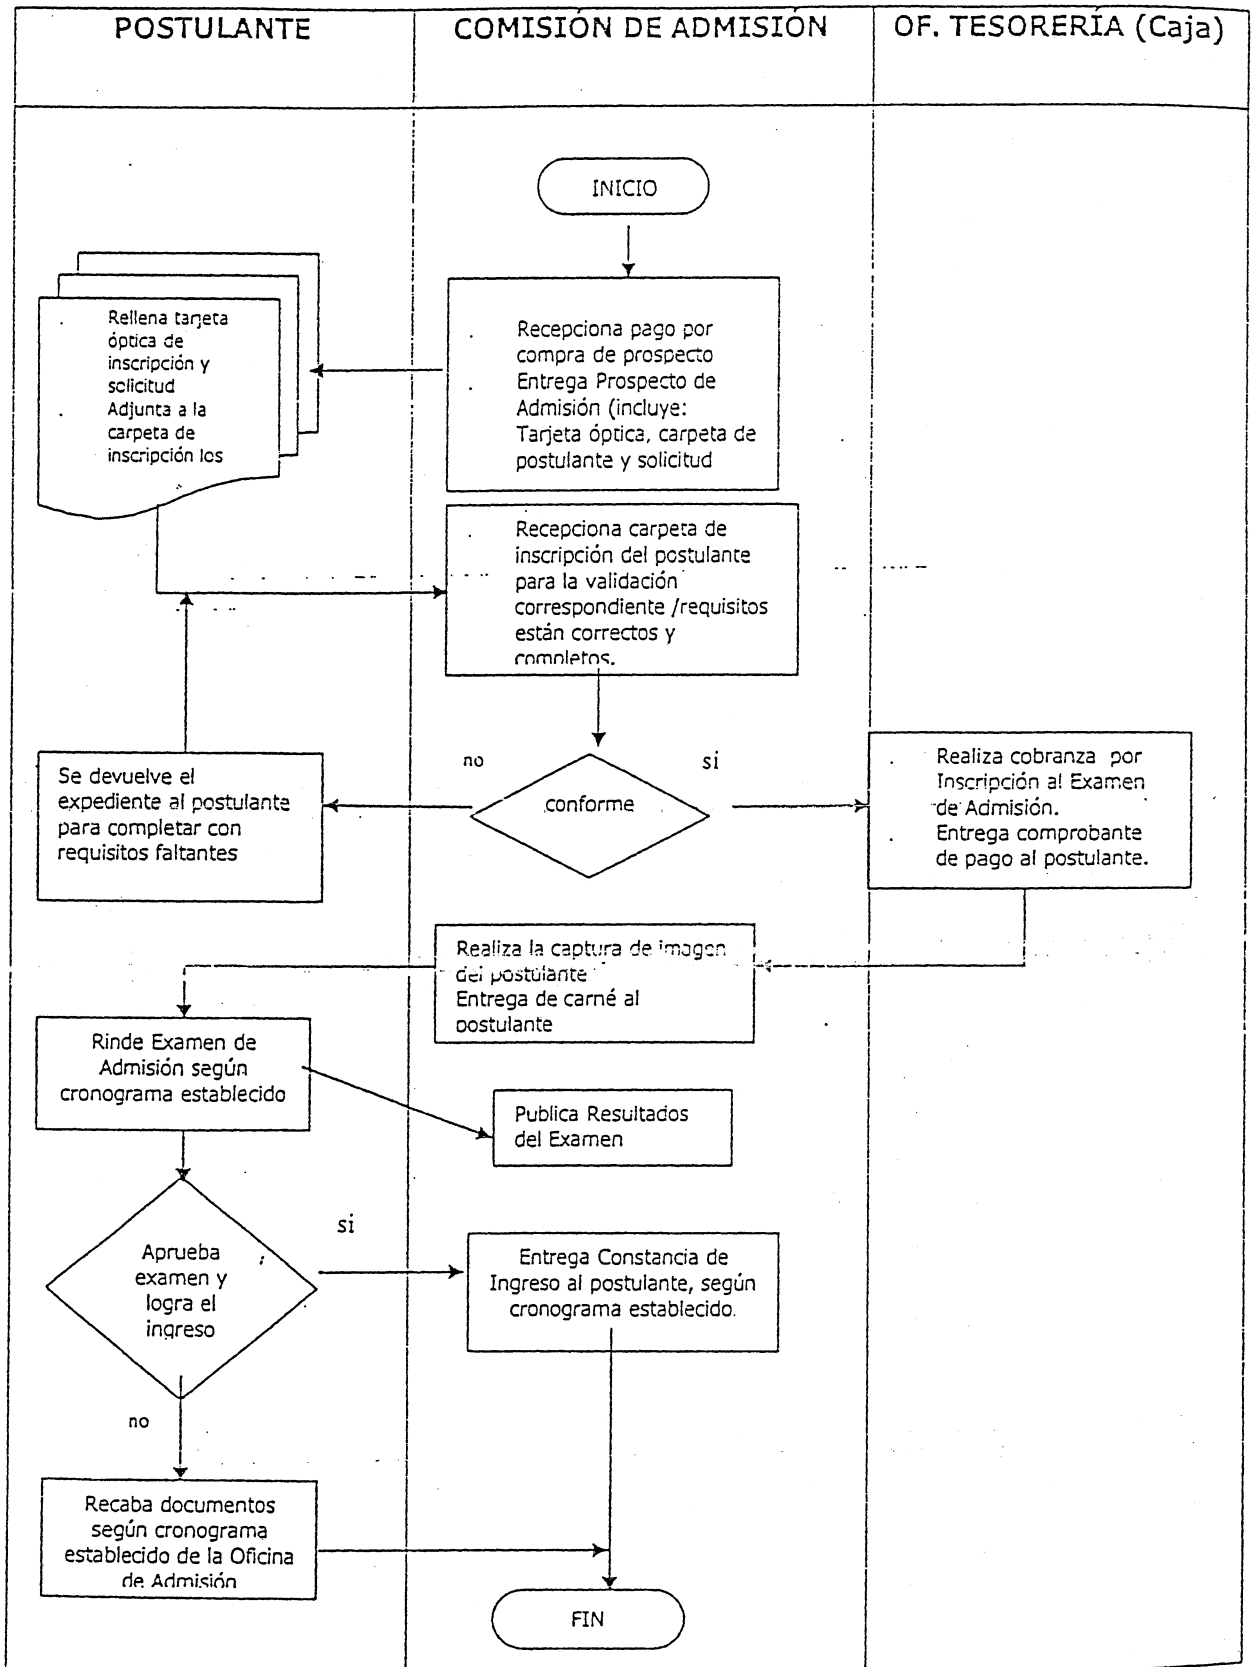 POSTULANTE
COMISIÓN DE ADMISIÓN
OF. TESORERÍA (Caja)
INICIO
. Rellena tarjeta
óptica de
inscripción y
solicitud
. Adjunta a la
carpeta de
inscripción los
. Recepciona pago por
compra de prospecto
. Entrega Prospecto de
Admisión (incluye:
Tarjeta óptica, carpeta de
postulante y solicitud
. Recepciona carpeta de
inscripción del postulante
para la validación
correspondiente /requisitos
están correctos y
completos.
no
conforme
si
Se devuelve el
expediente al postulante
para completar con
requisitos faltantes
. Realiza cobranza por
Inscripción al Examen
de Admisión.
. Entrega comprobante
de pago al postulante.
Realiza la captura de imagen
del postulante
Entrega de carné al
postulante
Rinde Examen de
Admisión según
cronograma establecido
Publica Resultados
del Examen
Aprueba
examen y
logra el
ingreso
si
Entrega Constancia de
Ingreso al postulante, según
cronograma establecido.
no
Recaba documentos
según cronograma
establecido de la Oficina
de Admisión
FIN